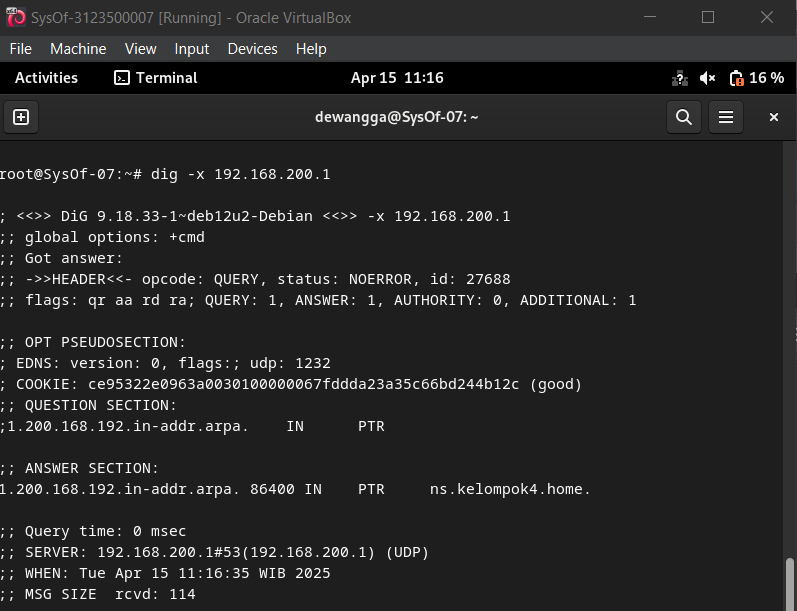 SysOf-3123500007 [Running] - Oracle VirtualBox
File Machine View Input Devices Help
Activities Terminal Apr 15 11:16 16 %
dewangga@SysOf-07: ~
root@SysOf-07:~# dig -x 192.168.200.1
; <<>> DiG 9.18.33-1~deb12u2-Debian <<>> -x 192.168.200.1
;; global options: +cmd
;; Got answer:
;; ->>HEADER<<- opcode: QUERY, status: NOERROR, id: 27688
;; flags: qr aa rd ra; QUERY: 1, ANSWER: 1, AUTHORITY: 0, ADDITIONAL: 1
;; OPT PSEUDOSECTION:
; EDNS: version: 0, flags:; udp: 1232
; COOKIE: ce95322e0963a0030100000067fddda23a35c66bd244b12c (good)
;; QUESTION SECTION:
;1.200.168.192.in-addr.arpa. IN PTR
;; ANSWER SECTION:
1.200.168.192.in-addr.arpa. 86400 IN PTR ns.kelompok4.home.
;; Query time: 0 msec
;; SERVER: 192.168.200.1#53(192.168.200.1) (UDP)
;; WHEN: Tue Apr 15 11:16:35 WIB 2025
;; MSG SIZE rcvd: 114